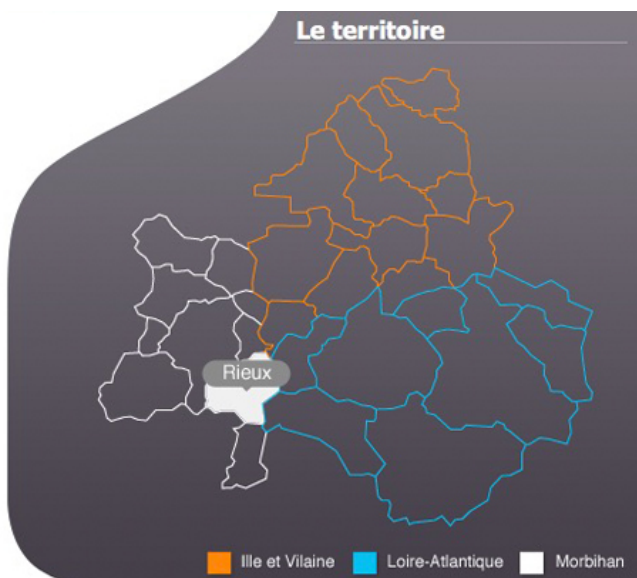 Le territoire
Rieux
Ille et Vilaine
Loire-Atlantique
Morbihan